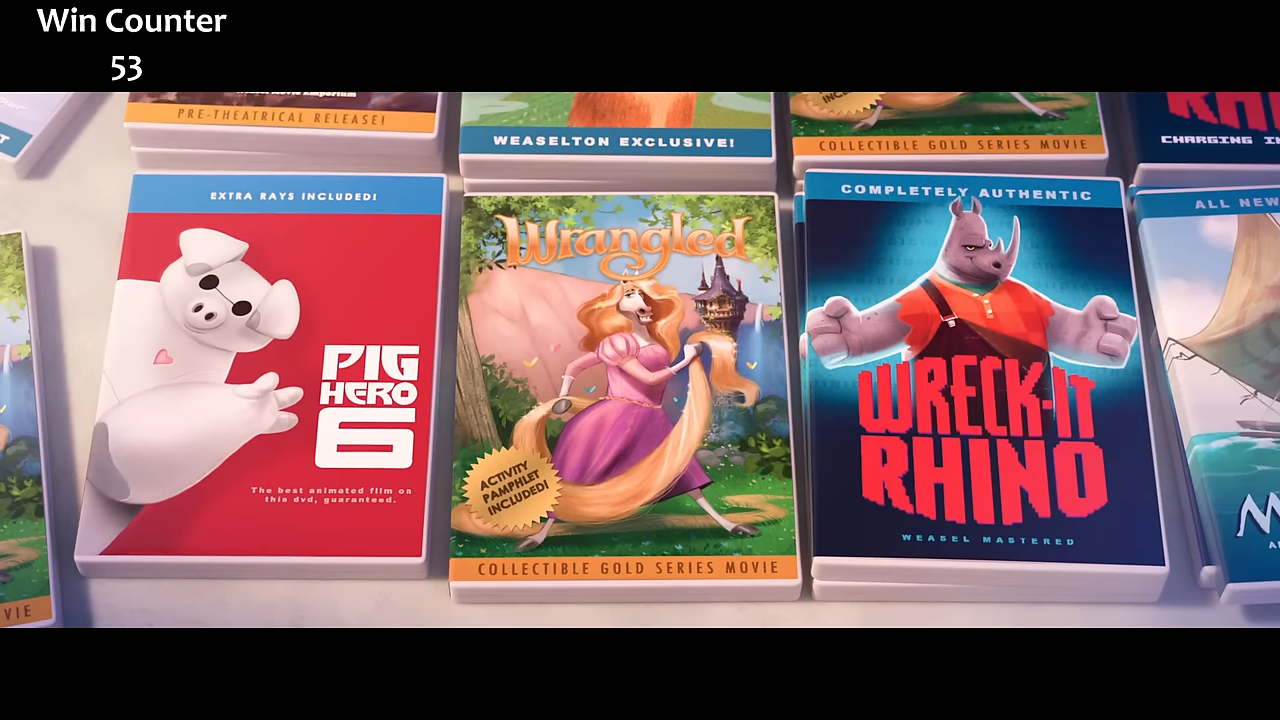 Win Counter
53
PRE-THEATRICAL RELEASE!
WEASELTON EXCLUSIVE!
COLLECTIBLE GOLD SERIES MOVIE
CHARGING
EXTRA RAYS INCLUDED!
PIG
HERO
6
The best animated film on
this dvd, guaranteed.
Wrangled
ACTIVITY
PAMPHLET
INCLUDED!
COLLECTIBLE GOLD SERIES MOVIE
COMPLETELY AUTHENTIC
WRECK-IT
RHINO
WEASEL MASTERED
ALL NEW